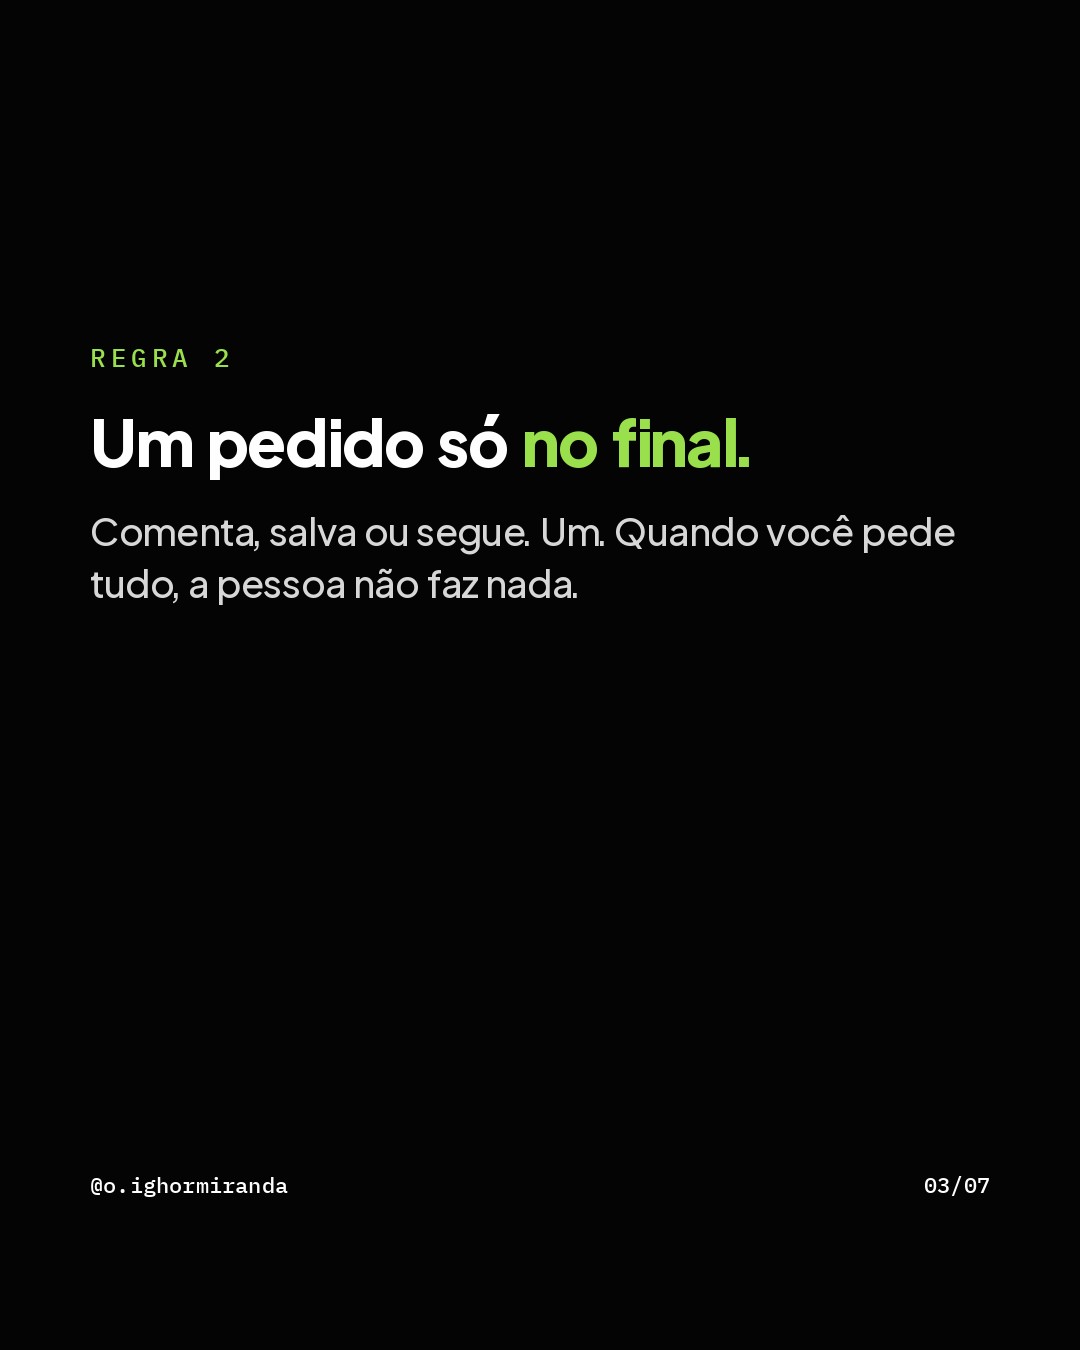 REGRA 2
Um pedido só no final.
Comenta, salva ou segue. Um. Quando você pede
tudo, a pessoa não faz nada.
@o.ighormiranda
03/07